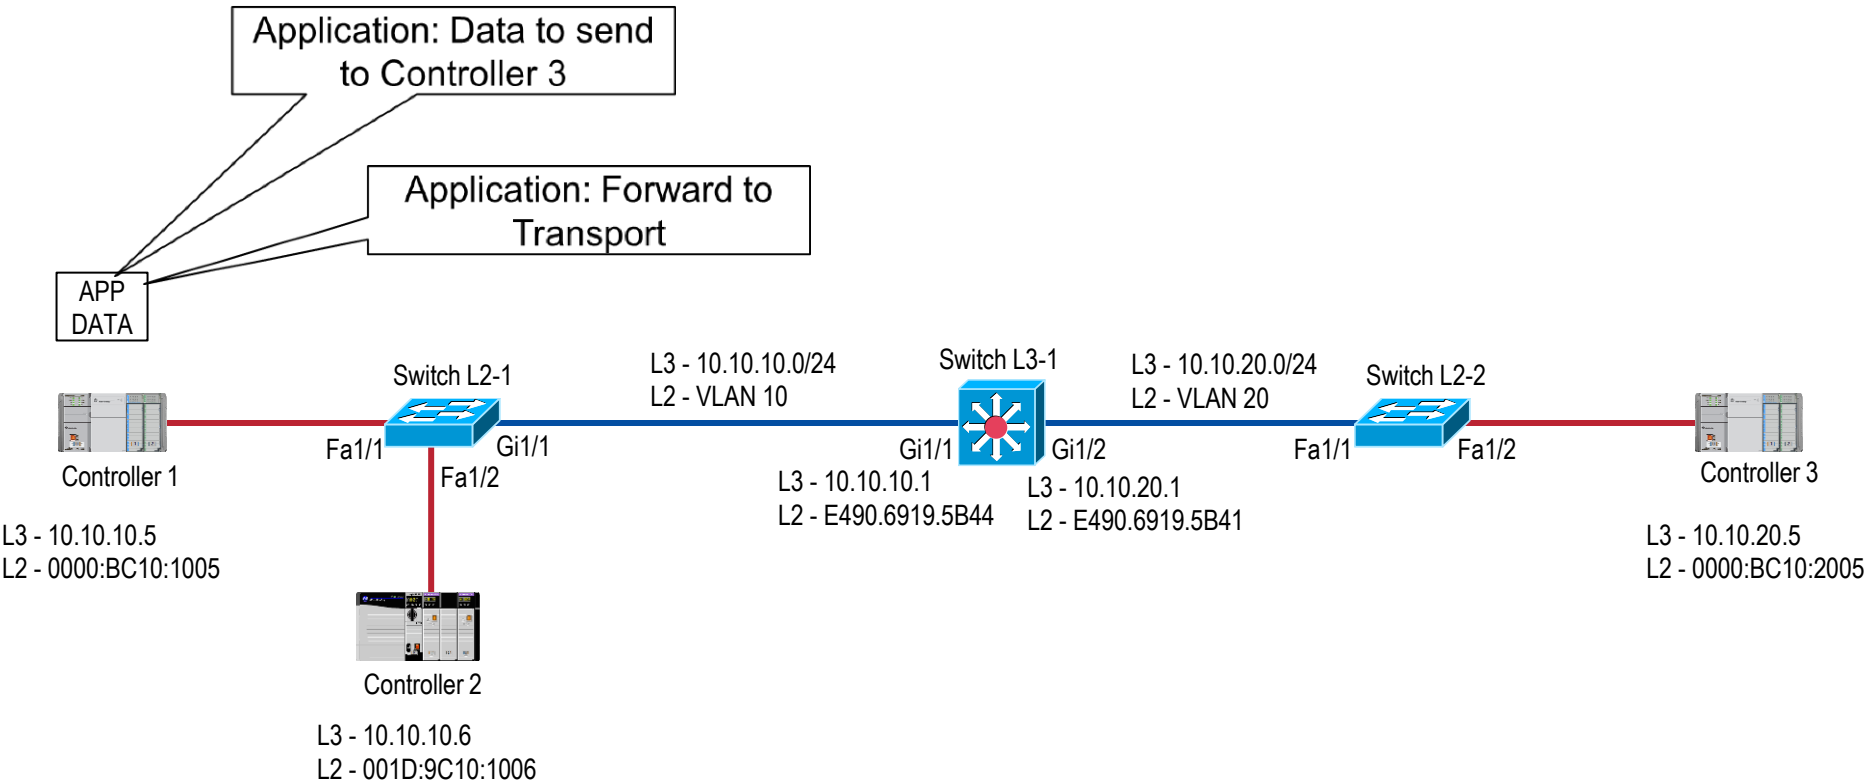 Application: Data to send
to Controller 3
Application: Forward to
Transport
APP
DATA
Switch L2-1
L3 - 10.10.10.0/24
L2 - VLAN 10
Switch L3-1
L3 - 10.10.20.0/24
L2 - VLAN 20
Switch L2-2
Fa1/1
Gi1/1
Fa1/2
Gi1/1
Gi1/2
Fa1/1
Fa1/2
Controller 1
L3 - 10.10.10.5
L2 - 0000:BC10:1005
L3 - 10.10.10.1
L2 - E490.6919.5B44
L3 - 10.10.20.1
L2 - E490.6919.5B41
Controller 3
L3 - 10.10.20.5
L2 - 0000:BC10:2005
Controller 2
L3 - 10.10.10.6
L2 - 001D:9C10:1006